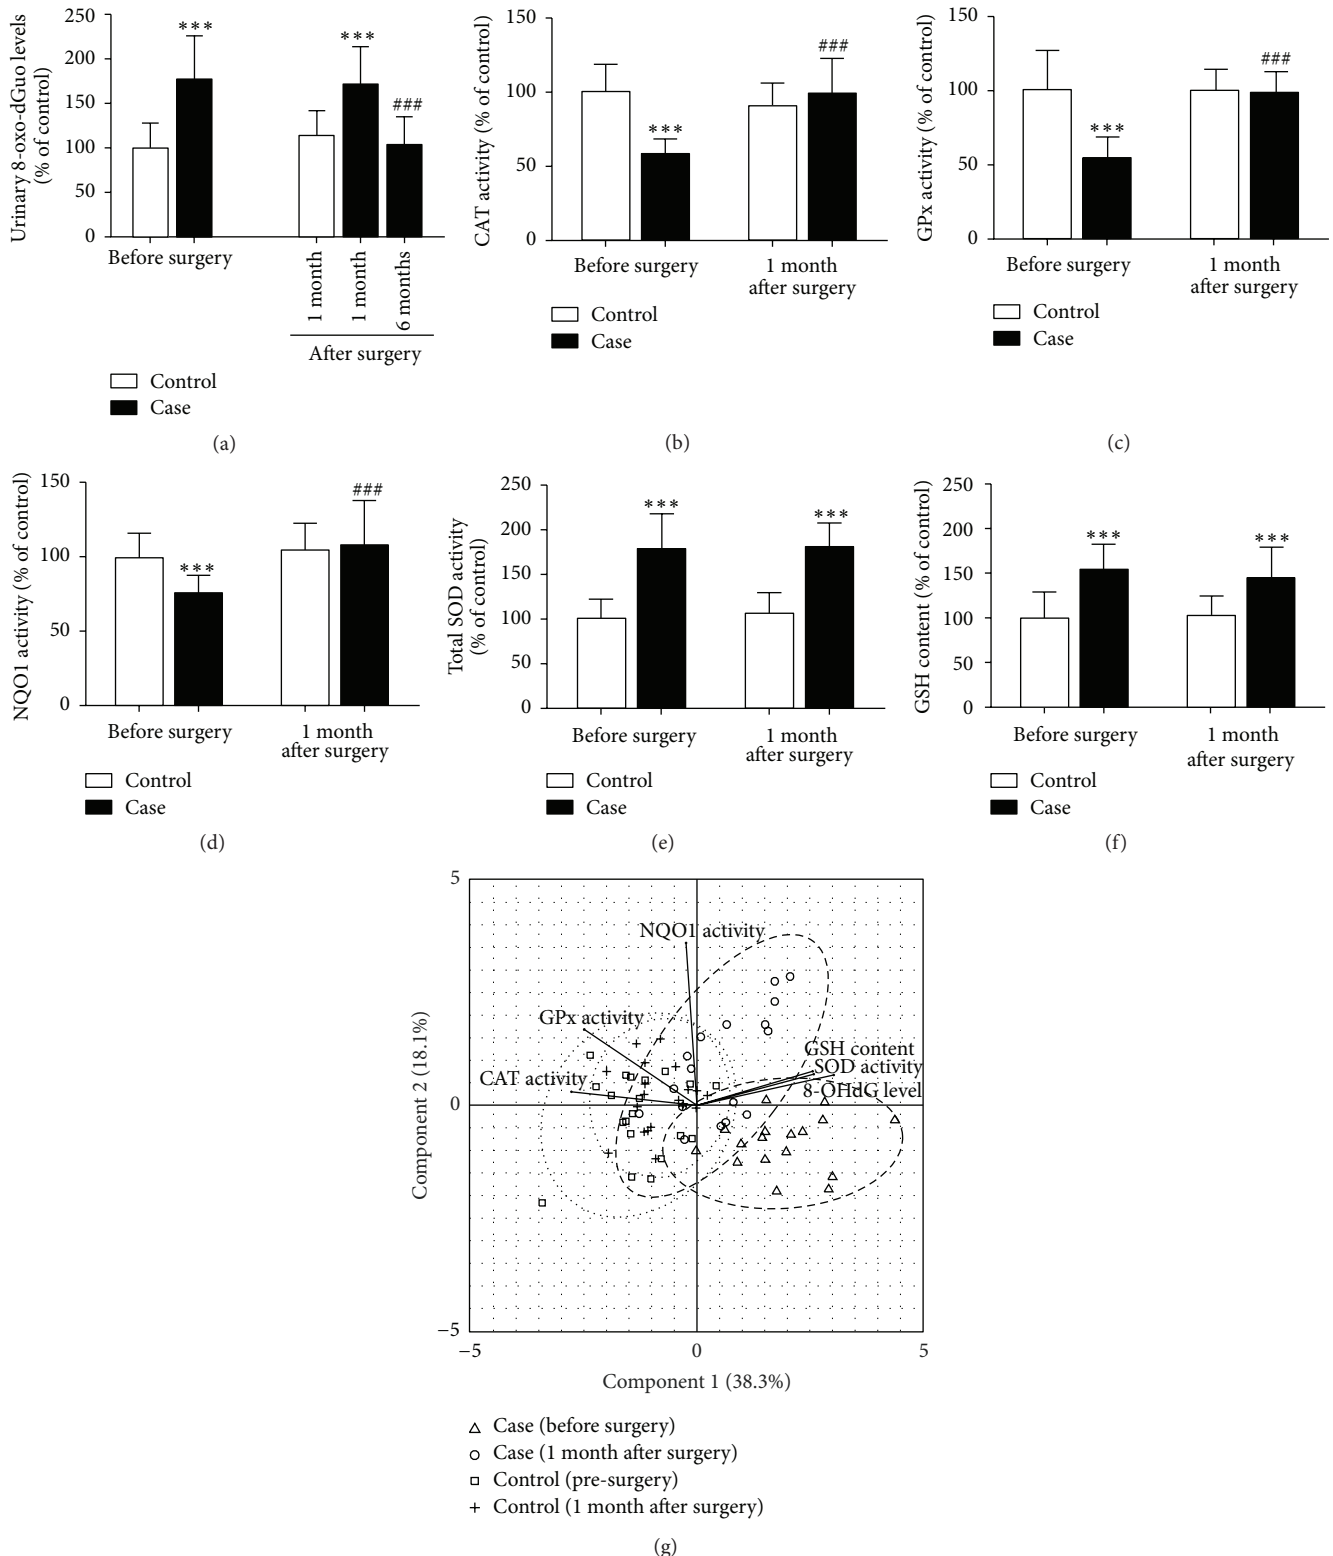 Urinary 8-oxo-dGuo levels
(% of control)
250
200
150
100
50
0
***
***
###
Before surgery
1 month
1 month
6 months
After surgery
Control
Case
(a)
CAT activity (% of control)
150
100
50
0
***
###
Before surgery
1 month
after surgery
Control
Case
(b)
GPx activity (% of control)
150
100
50
0
***
###
Before surgery
1 month
after surgery
Control
Case
(c)
NQO1 activity (% of control)
150
100
50
0
***
###
Before surgery
1 month
after surgery
Control
Case
(d)
Total SOD activity
(% of control)
250
200
150
100
50
0
***
***
Before surgery
1 month
after surgery
Control
Case
(e)
GSH content (% of control)
250
200
150
100
50
0
***
***
Before surgery
1 month
after surgery
Control
Case
(f)
Component 2 (18.1%)
5
0
−5
NQO1 activity
GPx activity
CAT activity
GSH content
SOD activity
8-OHdG level
−5
0
5
Component 1 (38.3%)
Case (before surgery)
Case (1 month after surgery)
Control (pre-surgery)
Control (1 month after surgery)
(g)